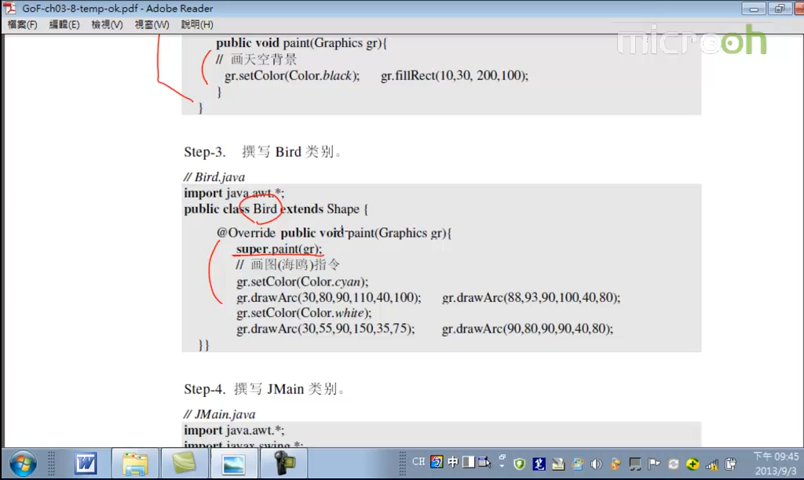 GoF-ch03-8-temp-ok.pdf - Adobe Reader
檔案(F) 編輯(E) 檢視(V) 視窗(W) 說明(H)
microoh
public void paint(Graphics gr){
// 画天空背景
gr.setColor(Color.black); gr.fillRect(10,30, 200,100);
}
}
Step-3. 撰写 Bird 类别。
// Bird.java
import java.awt.*;
public class Bird extends Shape {
@Override public void paint(Graphics gr){
super.paint(gr);
// 画图(海鸥)指令
gr.setColor(Color.cyan);
gr.drawArc(30,80,90,110,40,100); gr.drawArc(88,93,90,100,40,80);
gr.setColor(Color.white);
gr.drawArc(30,55,90,150,35,75); gr.drawArc(90,80,90,90,40,80);
}}
Step-4. 撰写 JMain 类别。
// JMain.java
import java.awt.*;
import javax.swing.*;
CH 中 下午 09:45
2013/9/3